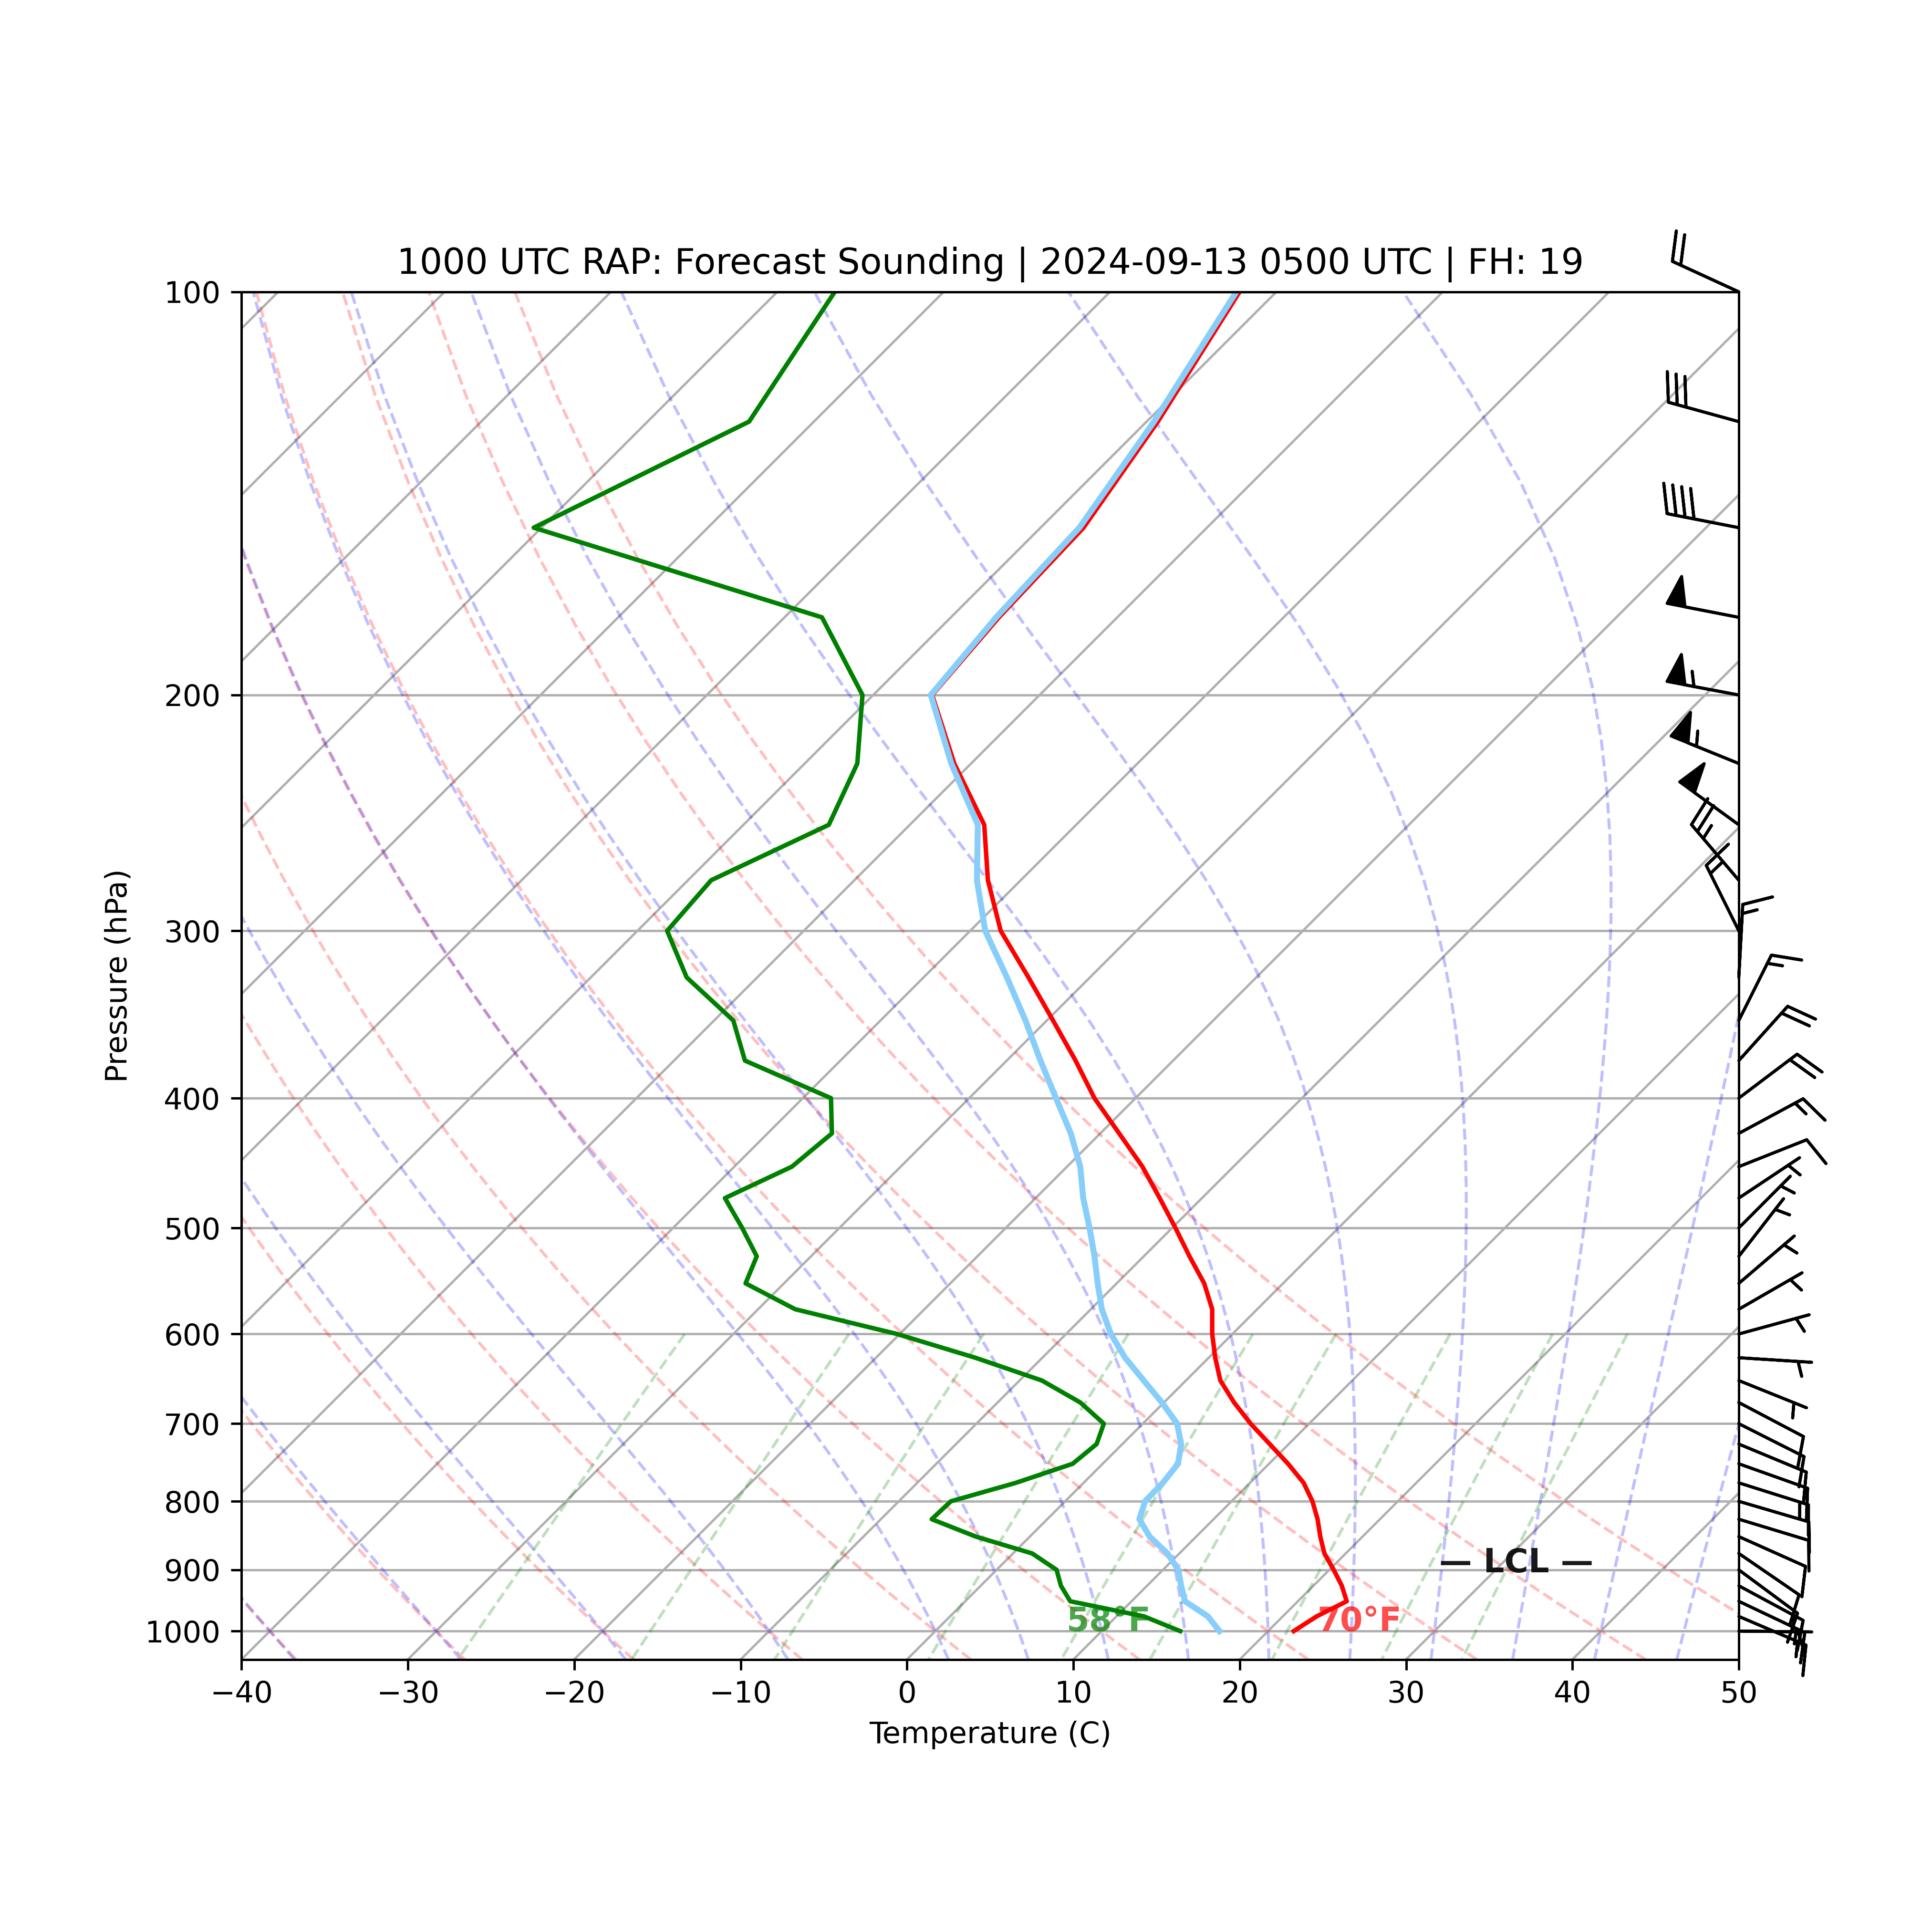 1000 UTC RAP: Forecast Sounding | 2024-09-13 0500 UTC | FH: 19
100
200
300
400
500
600
700
800
900
1000
Pressure (hPa)
— LCL —
58°F
70°F
−40 −30 −20 −10 0 10 20 30 40 50
Temperature (C)